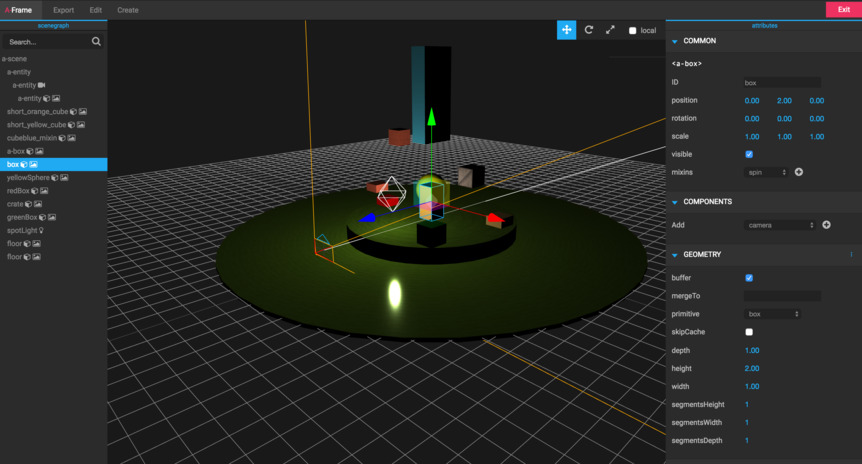 A-Frame Export Edit Create Exit
scenegraph
Search...
a-scene
a-entity
a-entity
a-entity
short_orange_cube
short_yellow_cube
cubeblue_mixin
a-box
box
yellowSphere
redBox
crate
greenBox
spotLight
floor
floor
local
attributes
COMMON
<a-box>
ID box
position 0.00 2.00 0.00
rotation 0.00 0.00 0.00
scale 1.00 1.00 1.00
visible
mixins spin
COMPONENTS
Add camera
GEOMETRY
buffer
mergeTo
primitive box
skipCache
depth 1.00
height 2.00
width 1.00
segmentsHeight 1
segmentsWidth 1
segmentsDepth 1